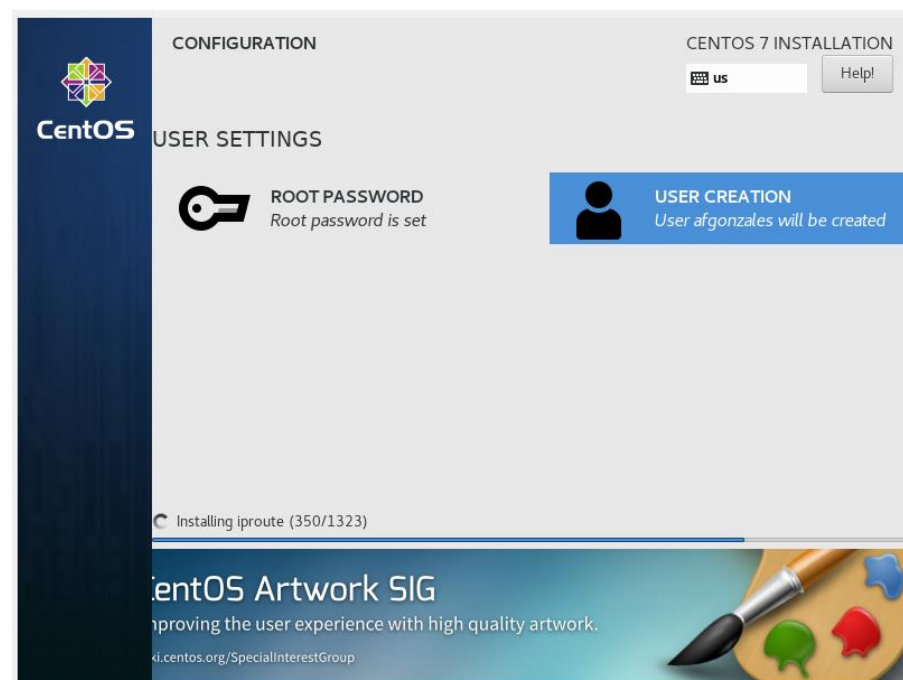 CONFIGURATION
CENTOS 7 INSTALLATION
us
Help!
CentOS
USER SETTINGS
ROOT PASSWORD
Root password is set
USER CREATION
User afgonzales will be created
Installing iproute (350/1323)
entOS Artwork SIG
proving the user experience with high quality artwork.
ki.centos.org/SpecialInterestGroup